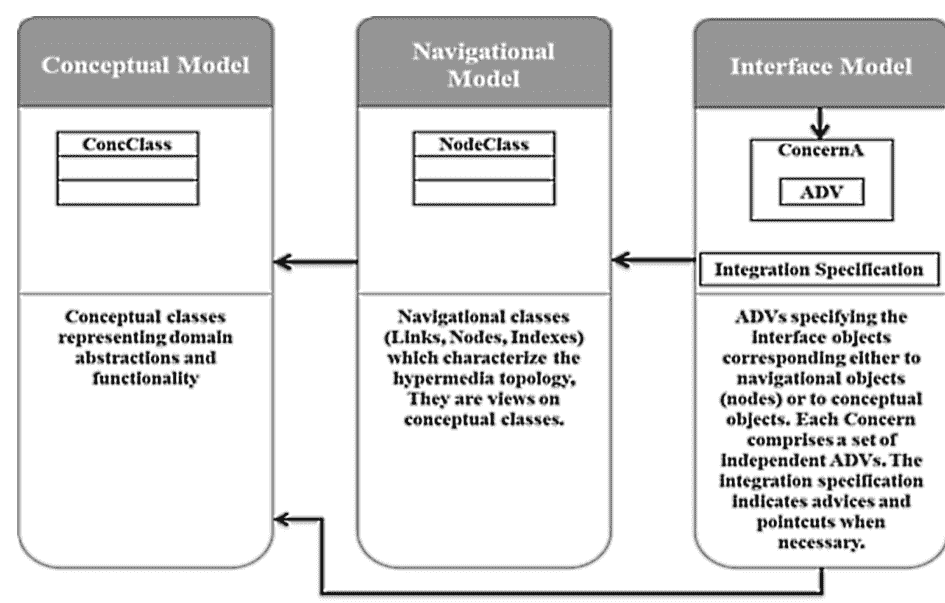 Conceptual Model
ConcClass
Conceptual classes
representing domain
abstractions and
functionality
Navigational
Model
NodeClass
Navigational classes
(Links, Nodes, Indexes)
which characterize the
hypermedia topology,
They are views on
conceptual classes.
Interface Model
ConcernA
ADV
Integration Specification
ADVs specifying the
interface objects
corresponding either to
navigational objects
(nodes) or to conceptual
objects. Each Concern
comprises a set of
independent ADVs. The
integration specification
indicates advices and
pointcuts when
necessary.